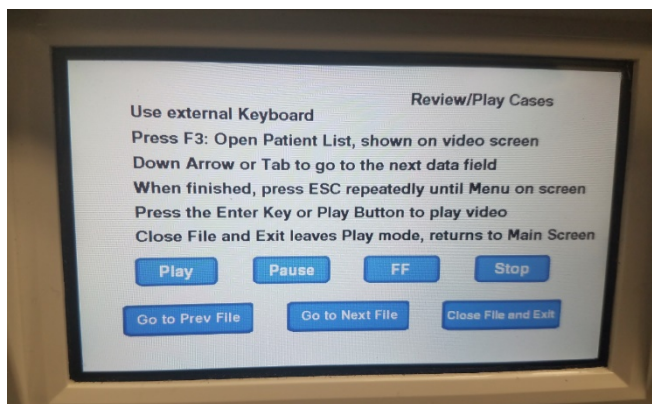 Review/Play Cases
Use external Keyboard
Press F3: Open Patient List, shown on video screen
Down Arrow or Tab to go to the next data field
When finished, press ESC repeatedly until Menu on screen
Press the Enter Key or Play Button to play video
Close File and Exit leaves Play mode, returns to Main Screen
Play Pause FF Stop
Go to Prev File Go to Next File Close File and Exit